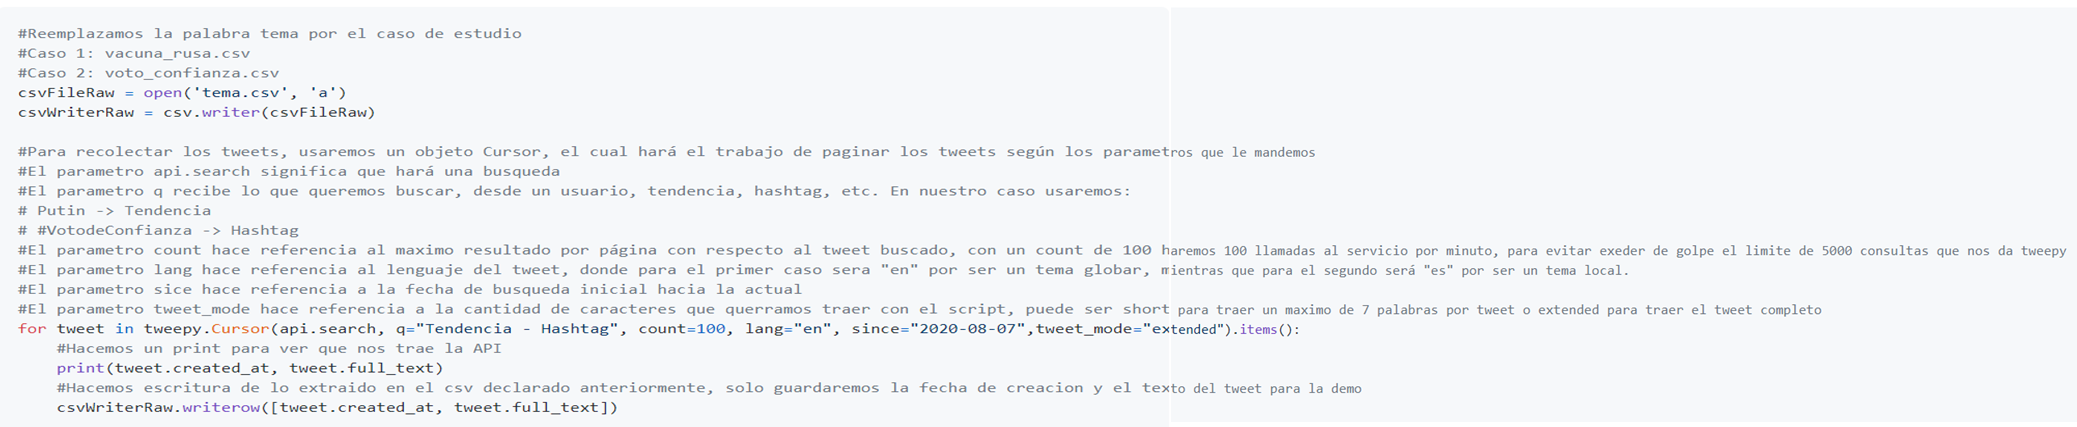 #Reemplazamos la palabra tema por el caso de estudio
#Caso 1: vacuna_rusa.csv
#Caso 2: voto_confianza.csv
csvFileRaw = open('tema.csv', 'a')
csvWriterRaw = csv.writer(csvFileRaw)
#Para recolectar los tweets, usaremos un objeto Cursor, el cual hará el trabajo de paginar los tweets según los parametros que le mandemos
#El parametro api.search significa que hará una busqueda
#El parametro q recibe lo que queremos buscar, desde un usuario, tendencia, hashtag, etc. En nuestro caso usaremos:
# Putin -> Tendencia
# #VotodeConfianza -> Hashtag
#El parametro count hace referencia al maximo resultado por página con respecto al tweet buscado, con un count de 100 haremos 100 llamadas al servicio por minuto, para evitar exeder de golpe el limite de 5000 consultas que nos da tweepy
#El parametro lang hace referencia al lenguaje del tweet, donde para el primer caso sera "en" por ser un tema globar, mientras que para el segundo será "es" por ser un tema local.
#El parametro sice hace referencia a la fecha de busqueda inicial hacia la actual
#El parametro tweet_mode hace referencia a la cantidad de caracteres que querramos traer con el script, puede ser short para traer un maximo de 7 palabras por tweet o extended para traer el tweet completo
for tweet in tweepy.Cursor(api.search, q="Tendencia - Hashtag", count=100, lang="en", since="2020-08-07",tweet_mode="extended").items():
    #Hacemos un print para ver que nos trae la API
    print(tweet.created_at, tweet.full_text)
    #Hacemos escritura de lo extraido en el csv declarado anteriormente, solo guardaremos la fecha de creacion y el texto del tweet para la demo
    csvWriterRaw.writerow([tweet.created_at, tweet.full_text])